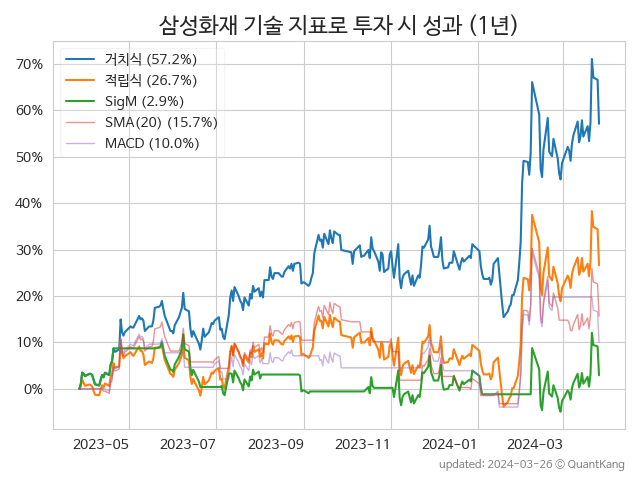 삼성화재 기술 지표로 투자 시 성과 (1년)
거치식 (57.2%)
적립식 (26.7%)
SigM (2.9%)
SMA(20) (15.7%)
MACD (10.0%)
70%
60%
50%
40%
30%
20%
10%
0%
2023-05 2023-07 2023-09 2023-11 2024-01 2024-03
updated: 2024-03-26 © QuantKang